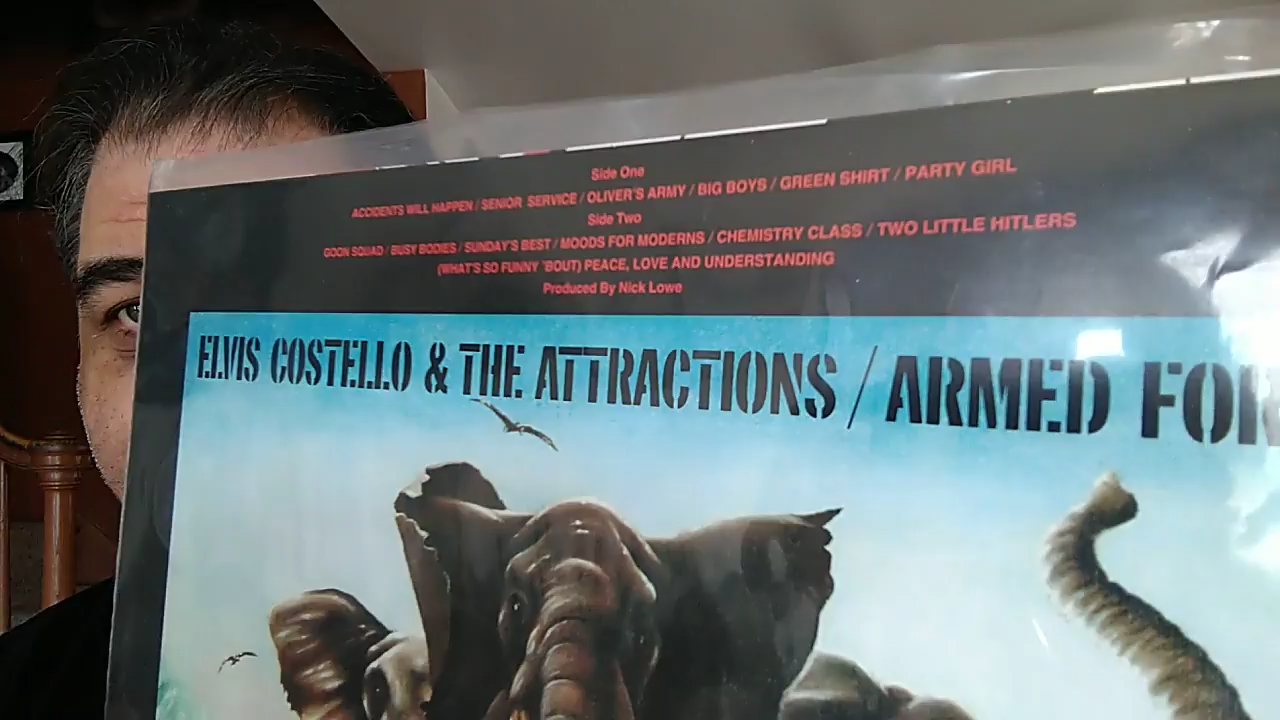 Side One
ACCIDENTS WILL HAPPEN / SENIOR SERVICE / OLIVER'S ARMY / BIG BOYS / GREEN SHIRT / PARTY GIRL
Side Two
GOON SQUAD / BUSY BODIES / SUNDAY'S BEST / MOODS FOR MODERNS / CHEMISTRY CLASS / TWO LITTLE HITLERS
(WHAT'S SO FUNNY 'BOUT) PEACE, LOVE AND UNDERSTANDING
Produced By Nick Lowe
ELVIS COSTELLO & THE ATTRACTIONS / ARMED FOR